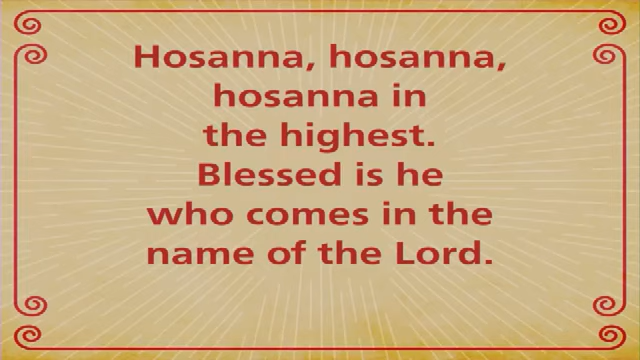 Hosanna, hosanna,
hosanna in
the highest.
Blessed is he
who comes in the
name of the Lord.